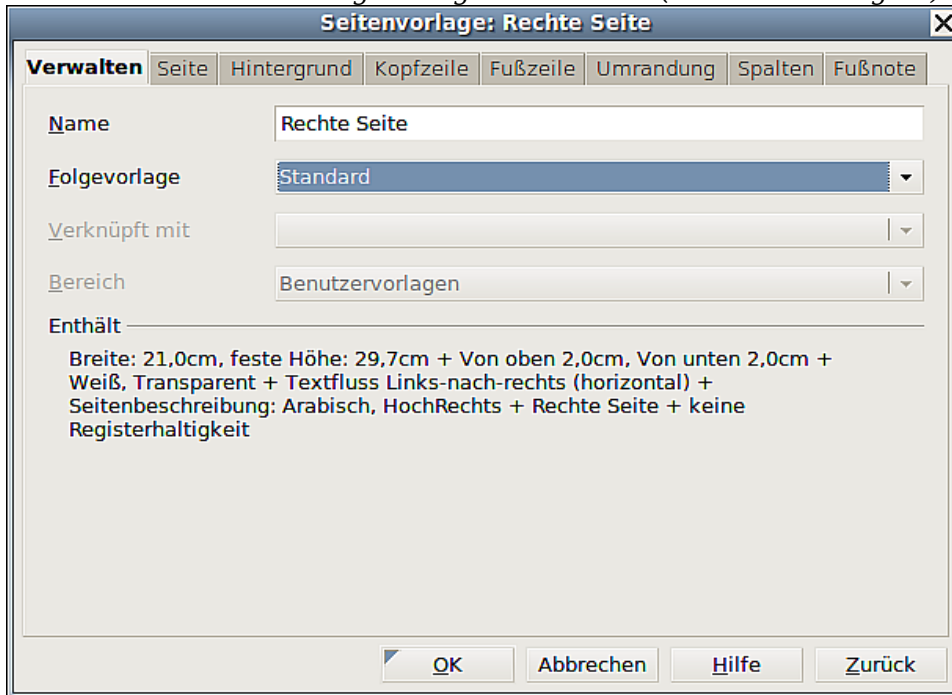 Seitenvorlage: Rechte Seite
Verwalten Seite Hintergrund Kopfzeile Fußzeile Umrandung Spalten Fußnote
Name Rechte Seite
Folgevorlage Standard
Verknüpft mit
Bereich Benutzervorlagen
Enthält
Breite: 21,0cm, feste Höhe: 29,7cm + Von oben 2,0cm, Von unten 2,0cm +
Weiß, Transparent + Textfluss Links-nach-rechts (horizontal) +
Seitenbeschreibung: Arabisch, HochRechts + Rechte Seite + keine
Registerhaltigkeit
OK Abbrechen Hilfe Zurück